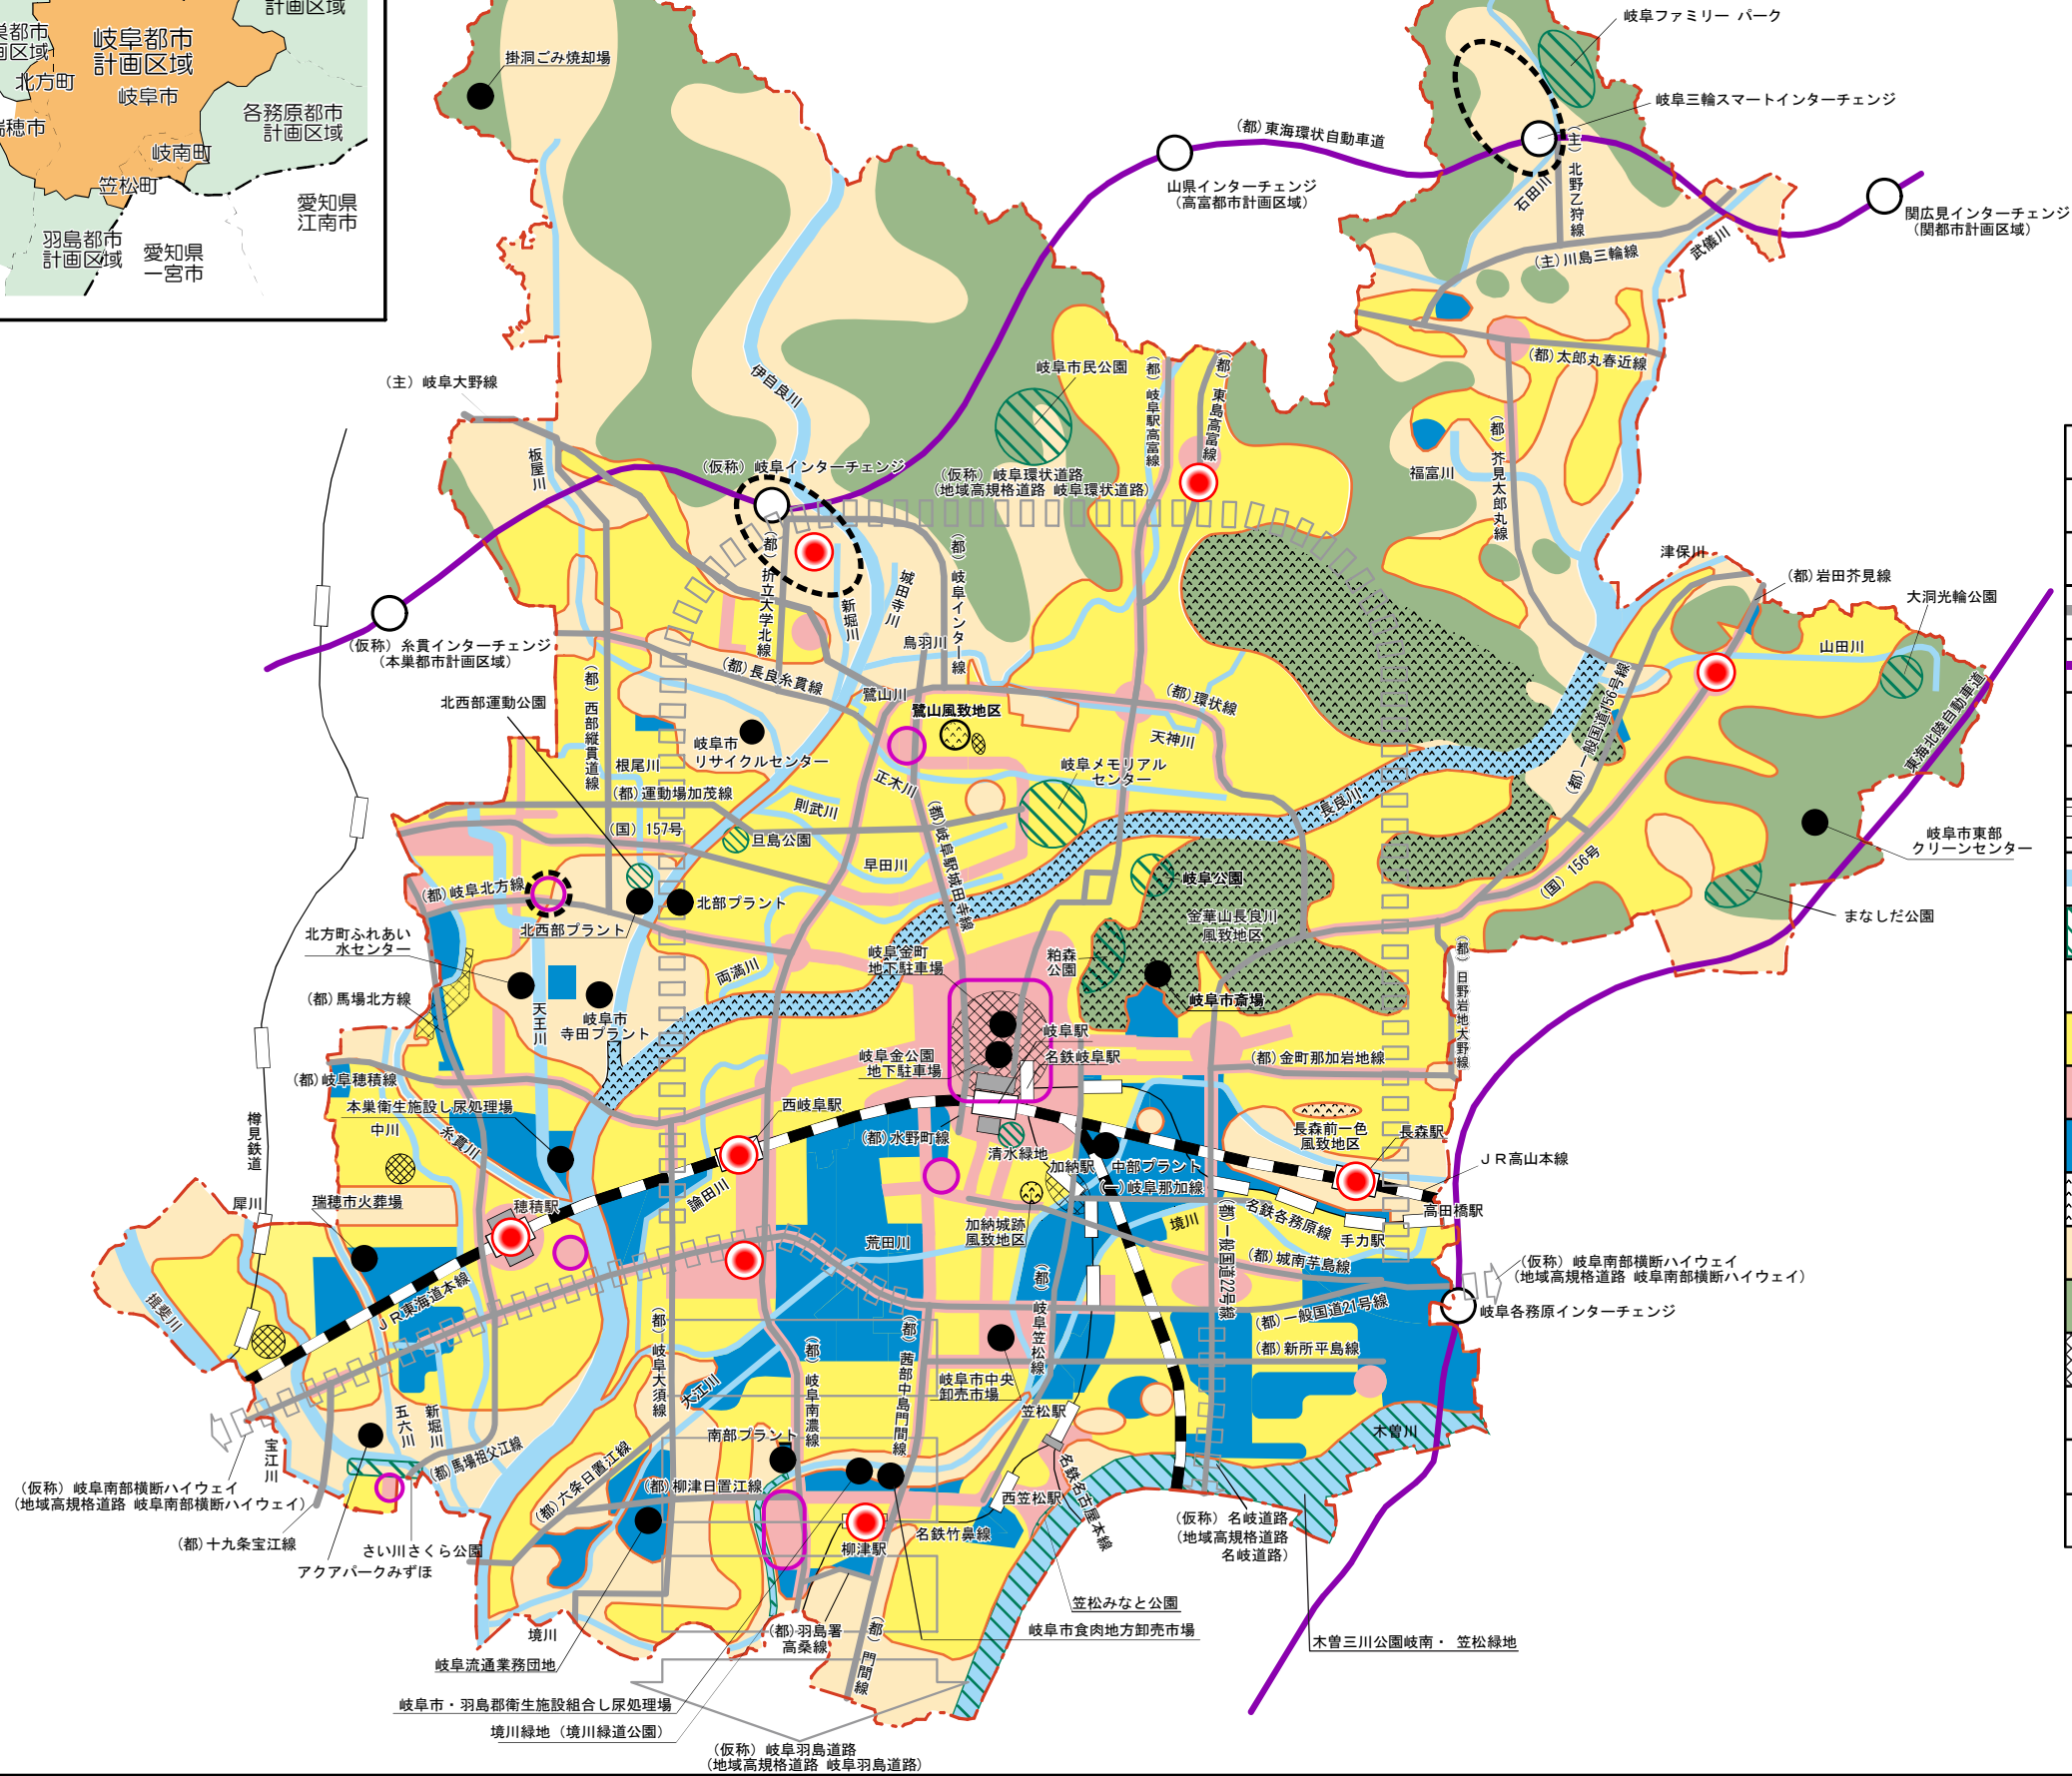 計画区域
岐阜都市
計画区域
北方町
岐阜市
各務原都市
計画区域
岐南町
笠松町
羽島都市
計画区域
愛知県
一宮市
愛知県
江南市
掛洞ごみ焼却場
岐阜ファミリー パーク
岐阜三輪スマートインターチェンジ
(都)東海環状自動車道
山県インターチェンジ
(高富都市計画区域)
(主)北野乙狩線
石田川
武儀川
(主)川島三輪線
関広見インターチェンジ
(関都市計画区域)
(都)太郎丸春近線
(主) 岐阜大野線
伊自良川
岐阜市民公園
(都) 岐阜駅高富線
(都) 東島高富線
(都) 芥見太郎丸線
福富川
板屋川
(仮称) 岐阜インターチェンジ
(仮称) 岐阜環状道路
(地域高規格道路 岐阜環状道路)
(都) 折立大学北線
新堀川
城田寺川
(都) 岐阜インター線
鳥羽川
津保川
(都)岩田芥見線
大洞光輪公園
山田川
(仮称) 糸貫インターチェンジ
(本巣都市計画区域)
(都)長良糸貫線
鷺山川
鷺山風致地区
(都)環状線
天神川
(都)一般国道156号線
東海北陸自動車道
北西部運動公園
(都) 西部縦貫道線
岐阜市
リサイクルセンター
根尾川
(都)運動場加茂線
正木川
則武川
岐阜メモリアル
センター
長良川
(国) 157号
旦島公園
早田川
(都)岐阜駅城田寺線
岐阜公園
(国) 156号
岐阜市東部
クリーンセンター
まなしだ公園
(都)岐阜北方線
北部プラント
北西部プラント
金華山長良川
風致地区
北方町ふれあい
水センター
両満川
岐阜金町
地下駐車場
粕森
公園
(都) 日野岩地大野線
(都)馬場北方線
天王川
岐阜市
寺田プラント
岐阜市斎場
岐阜駅
名鉄岐阜駅
岐阜金公園
地下駐車場
(都)金町那加岩地線
(都)岐阜穂積線
本巣衛生施設し尿処理場
中川
糸貫川
樽見鉄道
西岐阜駅
(都)水野町線
清水緑地
加納駅
中部プラント
(一)岐阜那加線
長森前一色
風致地区
長森駅
JR高山本線
犀川
瑞穂市火葬場
穂積駅
論田川
加納城跡
風致地区
境川
(都)一般国道22号線
名鉄各務原線
手力駅
高田橋駅
荒田川
(都)城南芋島線
(仮称) 岐阜南部横断ハイウェイ
(地域高規格道路 岐阜南部横断ハイウェイ)
揖斐川
JR東海道本線
(都) 岐阜大須線
(都) 岐阜南濃線
(都) 茜部中島門間線
(都) 岐阜笠松線
(都)一般国道21号線
岐阜各務原インターチェンジ
(都)新所平島線
大江川
岐阜市中央
卸売市場
笠松駅
五六川
新堀川
宝江川
(都)馬場祖父江線
南部プラント
木曽川
(仮称) 岐阜南部横断ハイウェイ
(地域高規格道路 岐阜南部横断ハイウェイ)
(都)六条日置江線
(都)柳津日置江線
西笠松駅
名鉄名古屋本線
(仮称) 名岐道路
(地域高規格道路
名岐道路)
(都)十九条宝江線
さい川さくら公園
アクアパークみずほ
柳津駅
名鉄竹鼻線
境川
(都)羽島署
高桑線
(都) 門間線
笠松みなと公園
岐阜市食肉地方卸売市場
木曽三川公園岐南・ 笠松緑地
岐阜流通業務団地
岐阜市・羽島郡衛生施設組合し尿処理場
境川緑地（境川緑道公園）
(仮称) 岐阜羽島道路
(地域高規格道路 岐阜羽島道路)